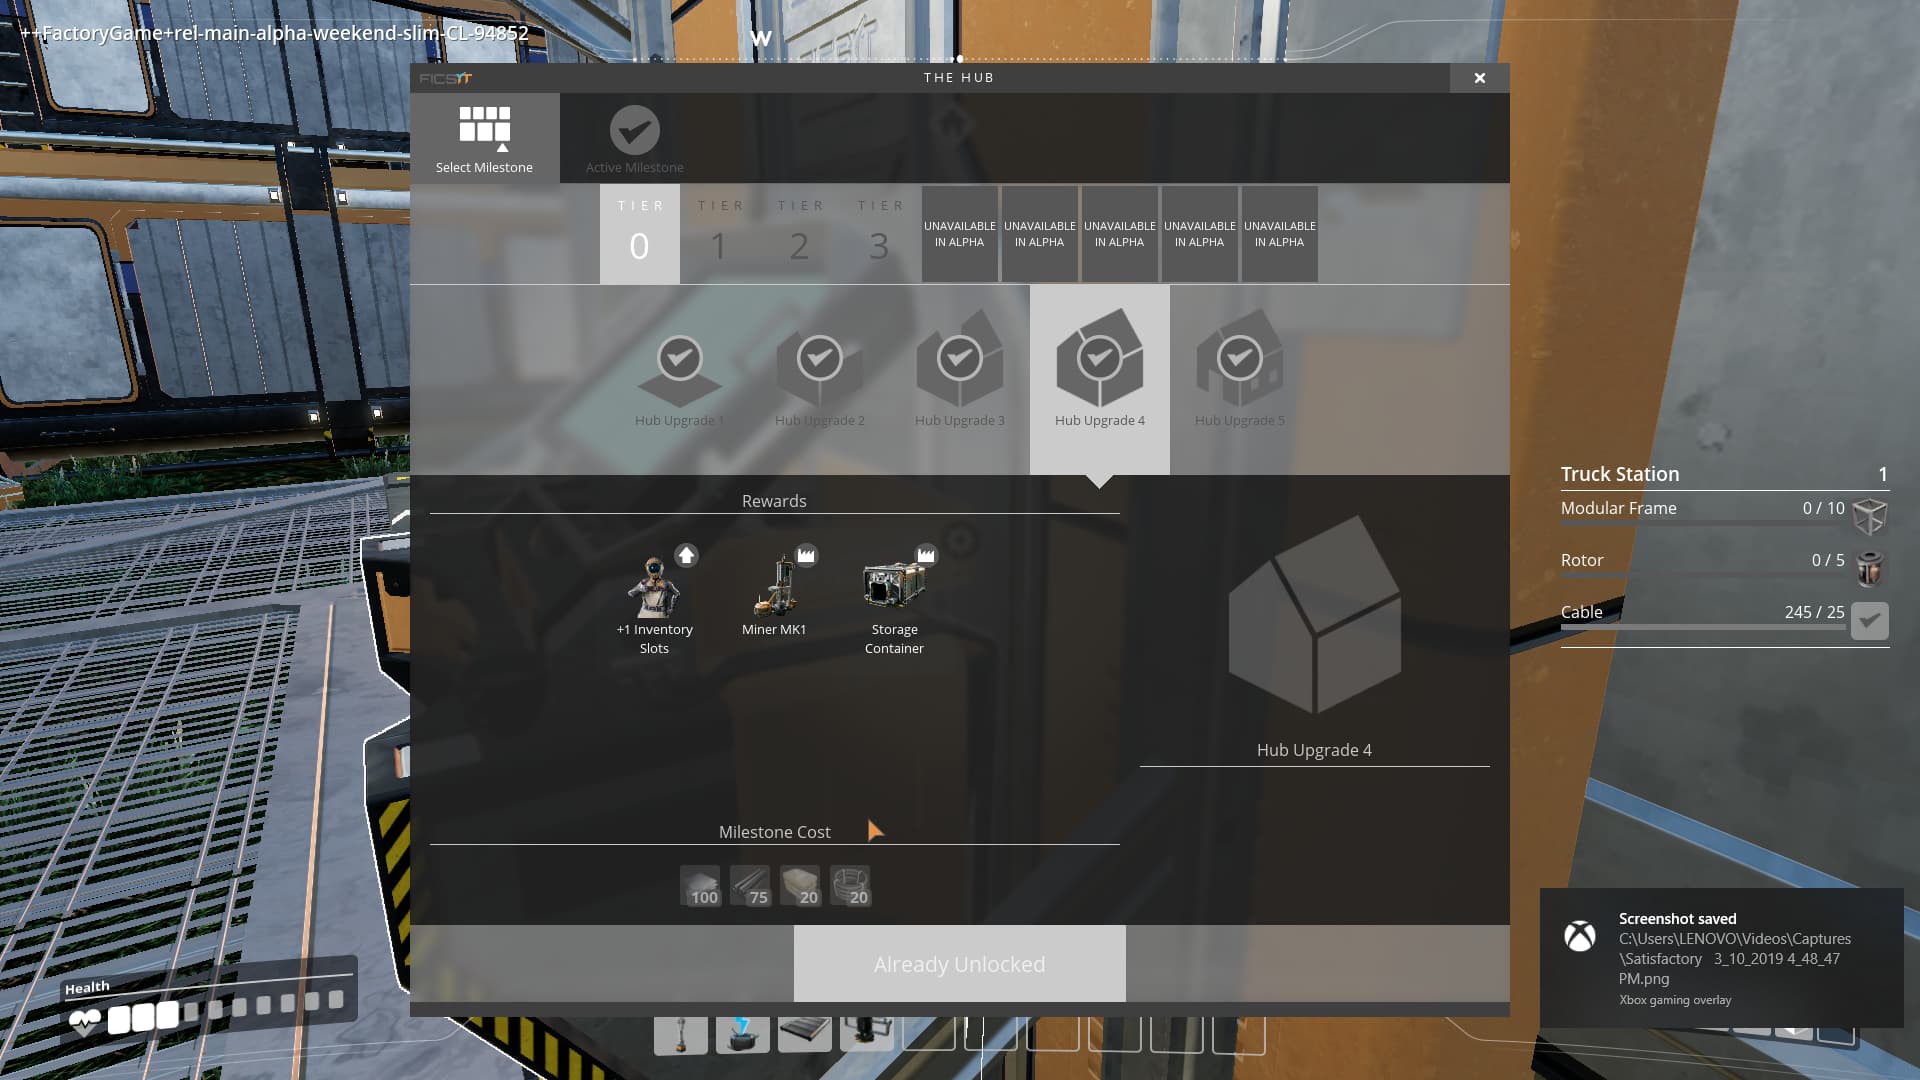 ++FactoryGame+rel-main-alpha-weekend-slim-CL-94852
W
FICSIT
THE HUB
Select Milestone
Active Milestone
TIER 0
TIER 1
TIER 2
TIER 3
UNAVAILABLE IN ALPHA
UNAVAILABLE IN ALPHA
UNAVAILABLE IN ALPHA
UNAVAILABLE IN ALPHA
UNAVAILABLE IN ALPHA
Hub Upgrade 1
Hub Upgrade 2
Hub Upgrade 3
Hub Upgrade 4
Hub Upgrade 5
Rewards
+1 Inventory
Slots
Miner MK1
Storage
Container
Hub Upgrade 4
Milestone Cost
100
75
20
20
Already Unlocked
Truck Station 1
Modular Frame 0 / 10
Rotor 0 / 5
Cable 245 / 25
Health
Screenshot saved
C:\Users\LENOVO\Videos\Captures
\Satisfactory 3_10_2019 4_48_47
PM.png
Xbox gaming overlay